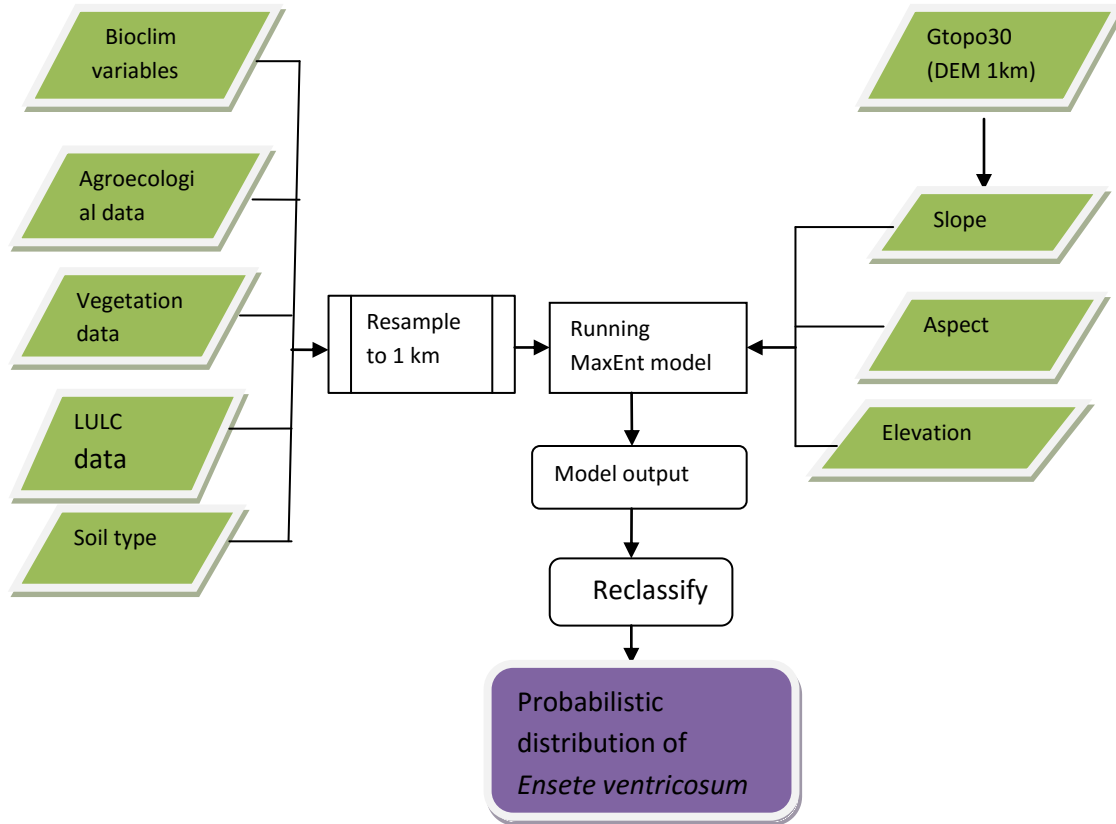 Bioclim
variables
Agroecologi
al data
Vegetation
data
LULC
data
Soil type
Resample
to 1 km
Running
MaxEnt model
Gtopo30
(DEM 1km)
Slope
Aspect
Elevation
Model output
Reclassify
Probabilistic
distribution of
Ensete ventricosum